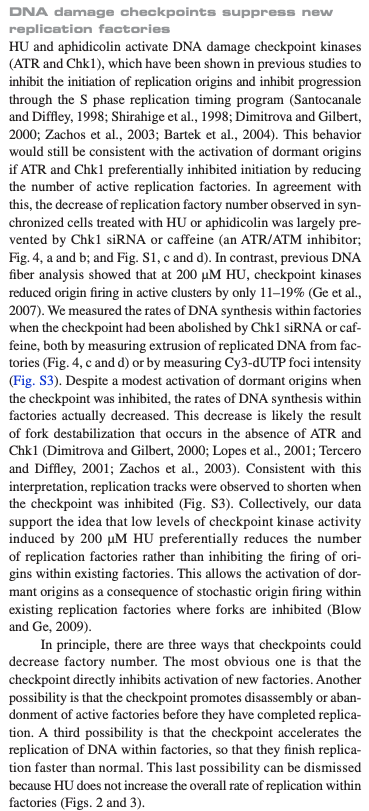 DNA damage checkpoints suppress new
replication factories
HU and aphidicolin activate DNA damage checkpoint kinases
(ATR and Chk1), which have been shown in previous studies to
inhibit the initiation of replication origins and inhibit progression
through the S phase replication timing program (Santocanale
and Diffley, 1998; Shirahige et al., 1998; Dimitrova and Gilbert,
2000; Zachos et al., 2003; Bartek et al., 2004). This behavior
would still be consistent with the activation of dormant origins
if ATR and Chk1 preferentially inhibited initiation by reducing
the number of active replication factories. In agreement with
this, the decrease of replication factory number observed in syn-
chronized cells treated with HU or aphidicolin was largely pre-
vented by Chk1 siRNA or caffeine (an ATR/ATM inhibitor;
Fig. 4, a and b; and Fig. S1, c and d). In contrast, previous DNA
fiber analysis showed that at 200 µM HU, checkpoint kinases
reduced origin firing in active clusters by only 11–19% (Ge et al.,
2007). We measured the rates of DNA synthesis within factories
when the checkpoint had been abolished by Chk1 siRNA or caf-
feine, both by measuring extrusion of replicated DNA from fac-
tories (Fig. 4, c and d) or by measuring Cy3-dUTP foci intensity
(Fig. S3). Despite a modest activation of dormant origins when
the checkpoint was inhibited, the rates of DNA synthesis within
factories actually decreased. This decrease is likely the result
of fork destabilization that occurs in the absence of ATR and
Chk1 (Dimitrova and Gilbert, 2000; Lopes et al., 2001; Tercero
and Diffley, 2001; Zachos et al., 2003). Consistent with this
interpretation, replication tracks were observed to shorten when
the checkpoint was inhibited (Fig. S3). Collectively, our data
support the idea that low levels of checkpoint kinase activity
induced by 200 µM HU preferentially reduces the number
of replication factories rather than inhibiting the firing of ori-
gins within existing factories. This allows the activation of dor-
mant origins as a consequence of stochastic origin firing within
existing replication factories where forks are inhibited (Blow
and Ge, 2009).
In principle, there are three ways that checkpoints could
decrease factory number. The most obvious one is that the
checkpoint directly inhibits activation of new factories. Another
possibility is that the checkpoint promotes disassembly or aban-
donment of active factories before they have completed replica-
tion. A third possibility is that the checkpoint accelerates the
replication of DNA within factories, so that they finish replica-
tion faster than normal. This last possibility can be dismissed
because HU does not increase the overall rate of replication within
factories (Figs. 2 and 3).